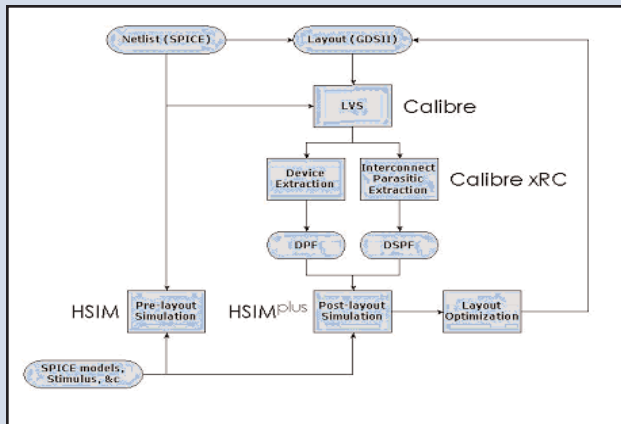 Netlist (SPICE)
Layout (GDSII)
LVS
Calibre
Device
Extraction
Interconnect
Parasitic
Extraction
Calibre xRC
DPF
DSPF
HSIM
Pre-layout
Simulation
HSIMplus
Post-layout
Simulation
Layout
Optimization
SPICE models,
Stimulus, &c